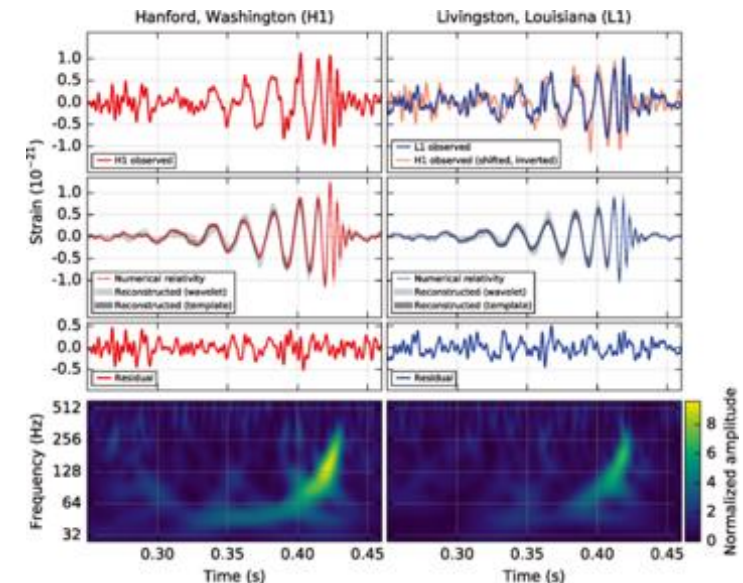 Hanford, Washington (H1)
Livingston, Louisiana (L1)
1.0
0.5
0.0
-0.5
-1.0
H1 observed
L1 observed
H1 observed (shifted, inverted)
Strain (10⁻²¹)
1.0
0.5
0.0
-0.5
-1.0
Numerical relativity
Reconstructed (wavelet)
Reconstructed (template)
Numerical relativity
Reconstructed (wavelet)
Reconstructed (template)
0.5
0.0
-0.5
Residual
Residual
Frequency (Hz)
512
256
128
64
32
8
6
4
2
0
Normalized amplitude
0.30 0.35 0.40 0.45
0.30 0.35 0.40 0.45
Time (s)
Time (s)